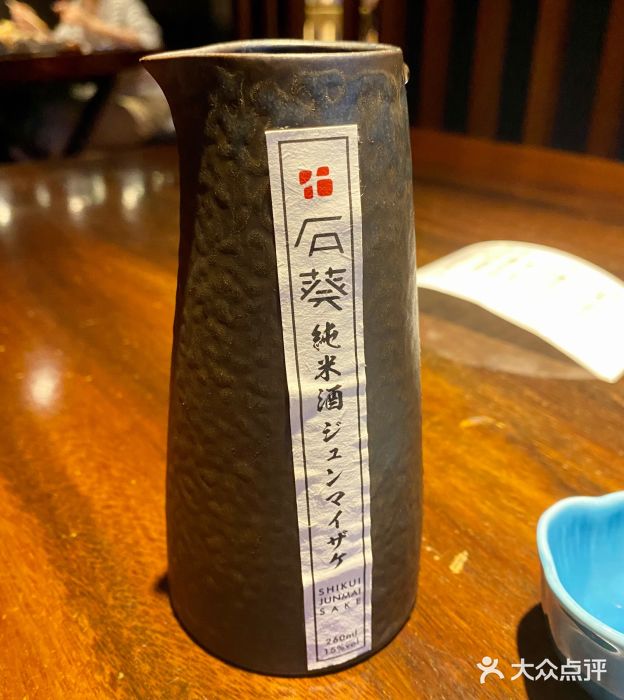 石葵
純米酒ジュンマイザケ
SHIKUI
JUNMAI
SAKE
260ml
15%vol
大众点评